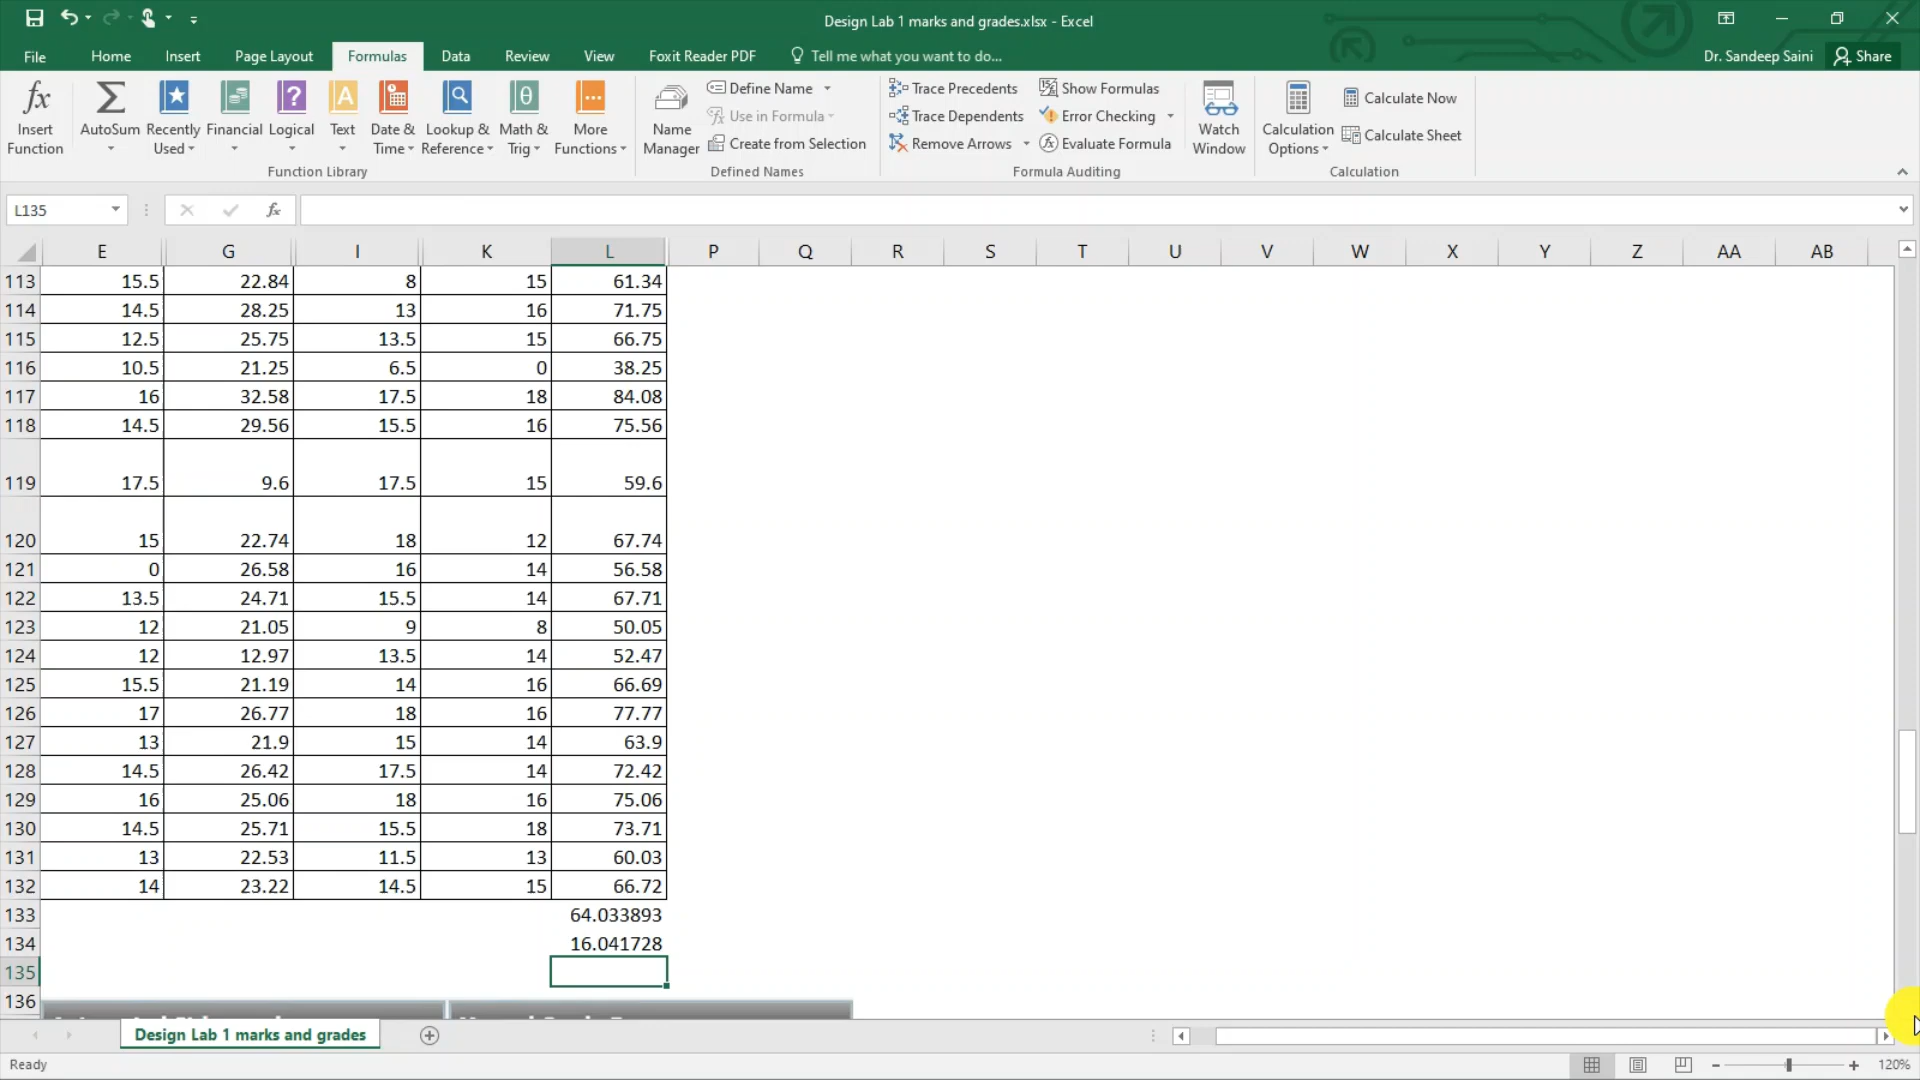 Design Lab 1 marks and grades.xlsx - Excel
File Home Insert Page Layout Formulas Data Review View Foxit Reader PDF Tell me what you want to do... Dr. Sandeep Saini Share
Insert Function
AutoSum
Recently Used
Financial
Logical
Text
Date & Time
Lookup & Reference
Math & Trig
More Functions
Function Library
Name Manager
Define Name
Use in Formula
Create from Selection
Defined Names
Trace Precedents
Trace Dependents
Remove Arrows
Show Formulas
Error Checking
Evaluate Formula
Formula Auditing
Watch Window
Calculation Options
Calculate Now
Calculate Sheet
Calculation
L135
fx
E G I K L P Q R S T U V W X Y Z AA AB
113 15.5 22.84 8 15 61.34
114 14.5 28.25 13 16 71.75
115 12.5 25.75 13.5 15 66.75
116 10.5 21.25 6.5 0 38.25
117 16 32.58 17.5 18 84.08
118 14.5 29.56 15.5 16 75.56
119 17.5 9.6 17.5 15 59.6
120 15 22.74 18 12 67.74
121 0 26.58 16 14 56.58
122 13.5 24.71 15.5 14 67.71
123 12 21.05 9 8 50.05
124 12 12.97 13.5 14 52.47
125 15.5 21.19 14 16 66.69
126 17 26.77 18 16 77.77
127 13 21.9 15 14 63.9
128 14.5 26.42 17.5 14 72.42
129 16 25.06 18 16 75.06
130 14.5 25.71 15.5 18 73.71
131 13 22.53 11.5 13 60.03
132 14 23.22 14.5 15 66.72
133 64.033893
134 16.041728
135
136
Design Lab 1 marks and grades
Ready
120%